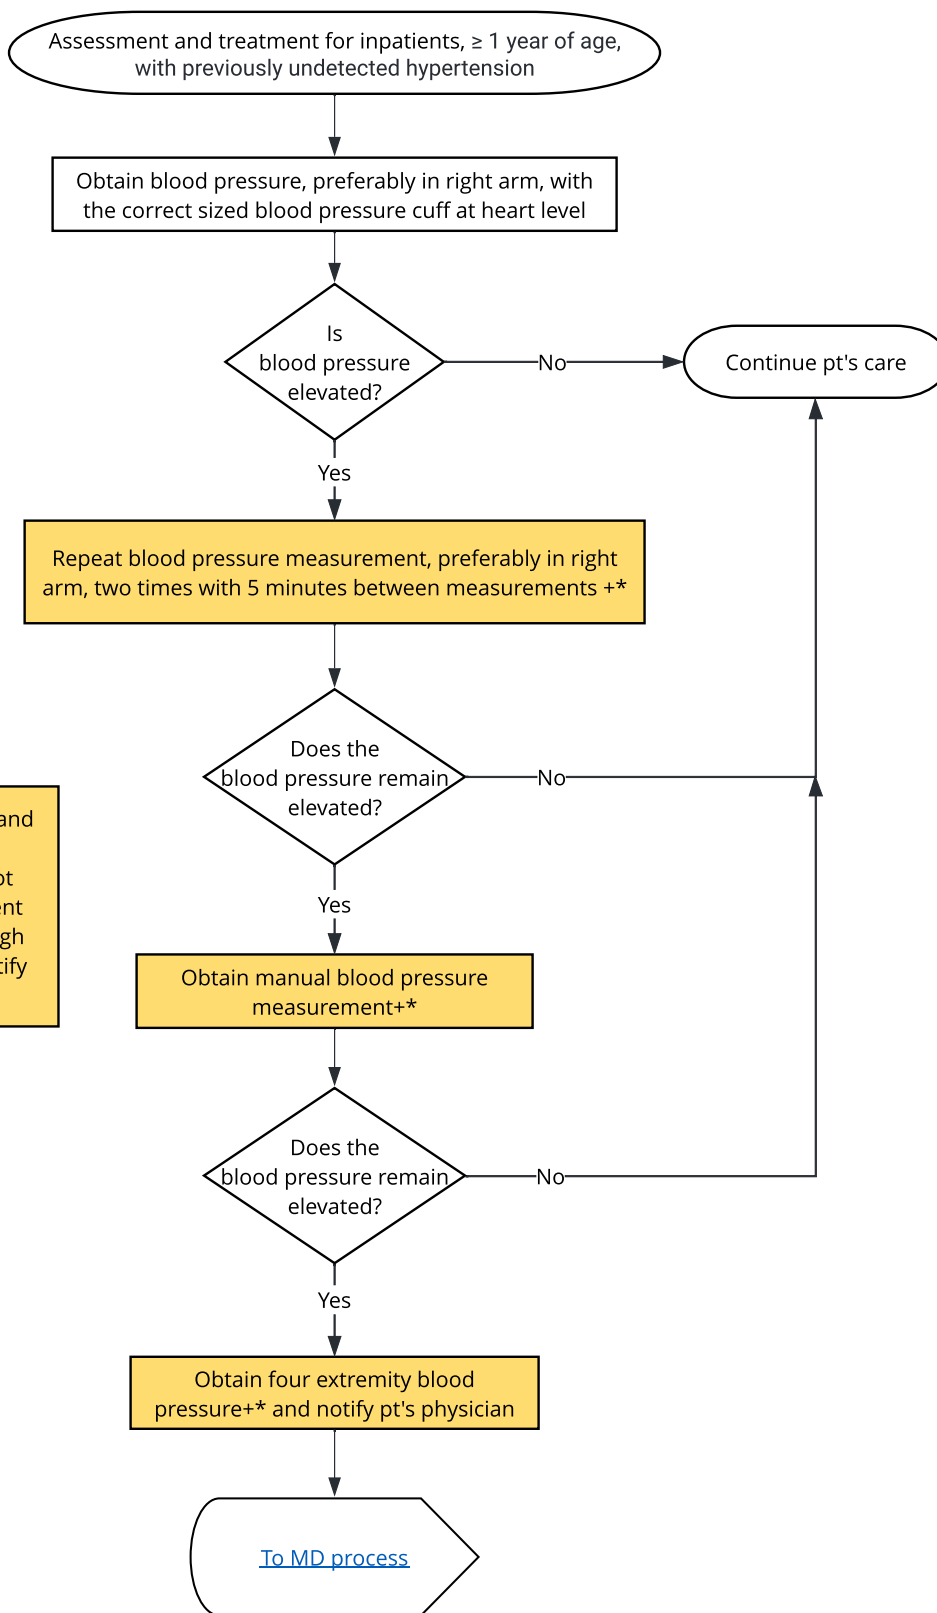 Assessment and treatment for inpatients, ≥ 1 year of age,
with previously undetected hypertension
Obtain blood pressure, preferably in right arm, with
the correct sized blood pressure cuff at heart level
Is
blood pressure
elevated?
No
Continue pt's care
Yes
Repeat blood pressure measurement, preferably in right
arm, two times with 5 minutes between measurements +*
Does the
blood pressure remain
elevated?
No
and
Yes
Obtain manual blood pressure
measurement+*
Does the
blood pressure remain
elevated?
No
Yes
Obtain four extremity blood
pressure+* and notify pt's physician
To MD process